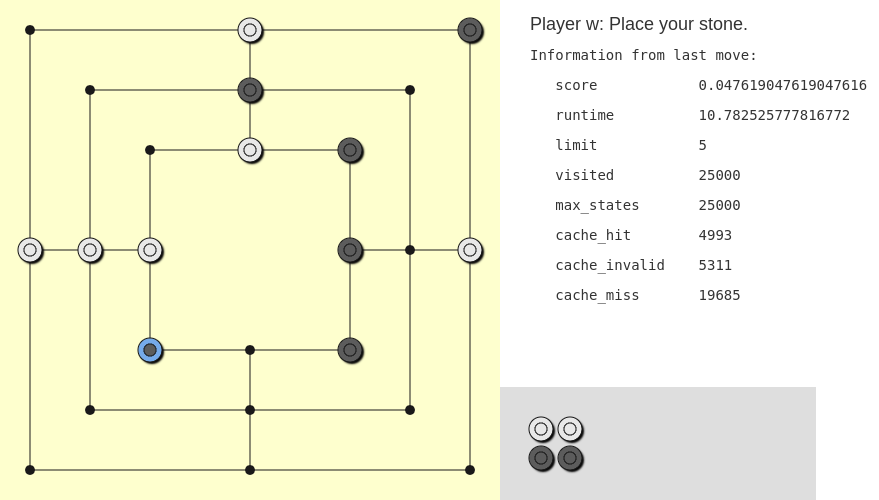 Player w: Place your stone.
Information from last move:
score 0.047619047619047616
runtime 10.782525777816772
limit 5
visited 25000
max_states 25000
cache_hit 4993
cache_invalid 5311
cache_miss 19685